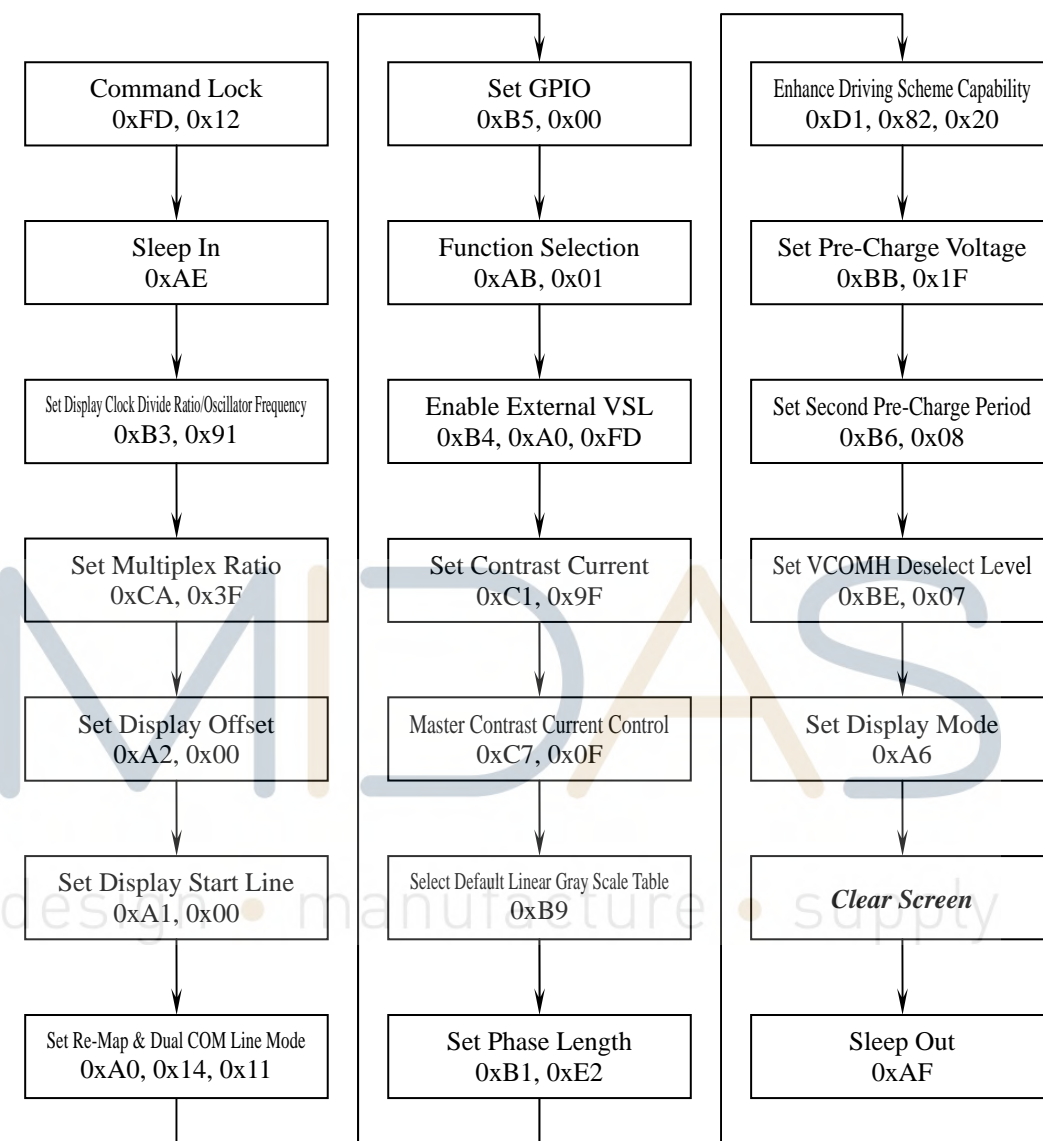 Command Lock
0xFD, 0x12
Sleep In
0xAE
Set Display Clock Divide Ratio/Oscillator Frequency
0xB3, 0x91
Set Multiplex Ratio
0xCA, 0x3F
Set Display Offset
0xA2, 0x00
Set Display Start Line
0xA1, 0x00
Set Re-Map & Dual COM Line Mode
0xA0, 0x14, 0x11
Set GPIO
0xB5, 0x00
Function Selection
0xAB, 0x01
Enable External VSL
0xB4, 0xA0, 0xFD
Set Contrast Current
0xC1, 0x9F
Master Contrast Current Control
0xC7, 0x0F
Select Default Linear Gray Scale Table
0xB9
Set Phase Length
0xB1, 0xE2
Enhance Driving Scheme Capability
0xD1, 0x82, 0x20
Set Pre-Charge Voltage
0xBB, 0x1F
Set Second Pre-Charge Period
0xB6, 0x08
Set VCOMH Deselect Level
0xBE, 0x07
Set Display Mode
0xA6
Clear Screen
Sleep Out
0xAF
MIDAS
design • manufacture • supply